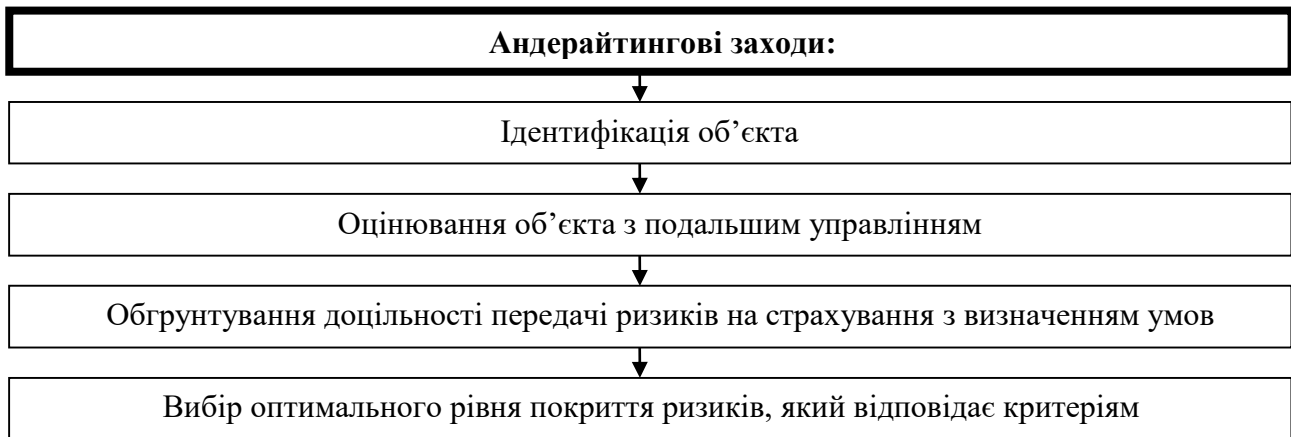 Андерайтингові заходи:
Ідентифікація об’єкта
Оцінювання об’єкта з подальшим управлінням
Обгрунтування доцільності передачі ризиків на страхування з визначенням умов
Вибір оптимального рівня покриття ризиків, який відповідає критеріям